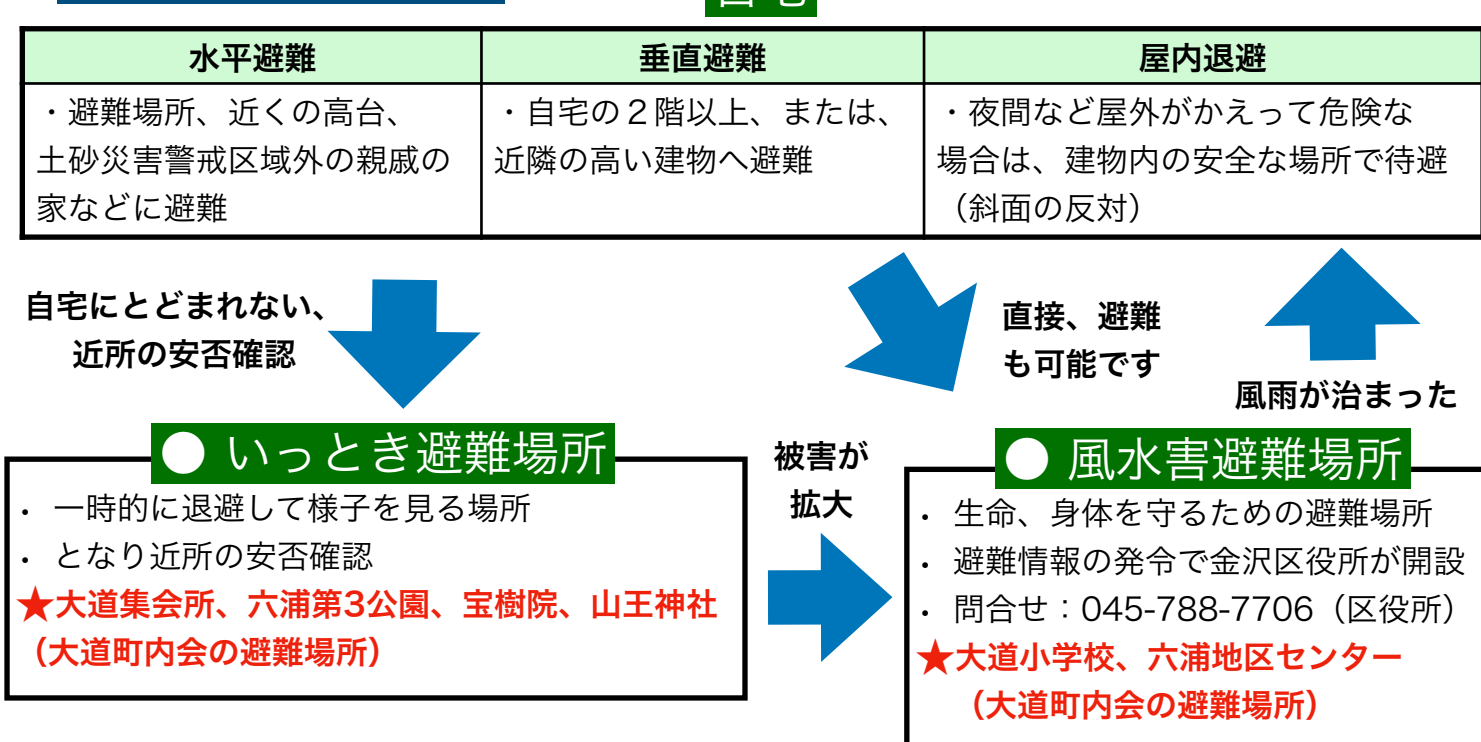 水平避難
垂直避難
屋内退避
・避難場所、近くの高台、
土砂災害警戒区域外の親戚の
家などに避難
・自宅の２階以上、または、
近隣の高い建物へ避難
・夜間など屋外がかえって危険な
場合は、建物内の安全な場所で待避
（斜面の反対）
自宅にとどまれない、
近所の安否確認
直接、避難
も可能です
風雨が治まった
● いっとき避難場所
・ 一時的に退避して様子を見る場所
・ となり近所の安否確認
★大道集会所、六浦第3公園、宝樹院、山王神社
（大道町内会の避難場所）
被害が
拡大
● 風水害避難場所
・ 生命、身体を守るための避難場所
・ 避難情報の発令で金沢区役所が開設
・ 問合せ：045-788-7706（区役所）
★大道小学校、六浦地区センター
（大道町内会の避難場所）